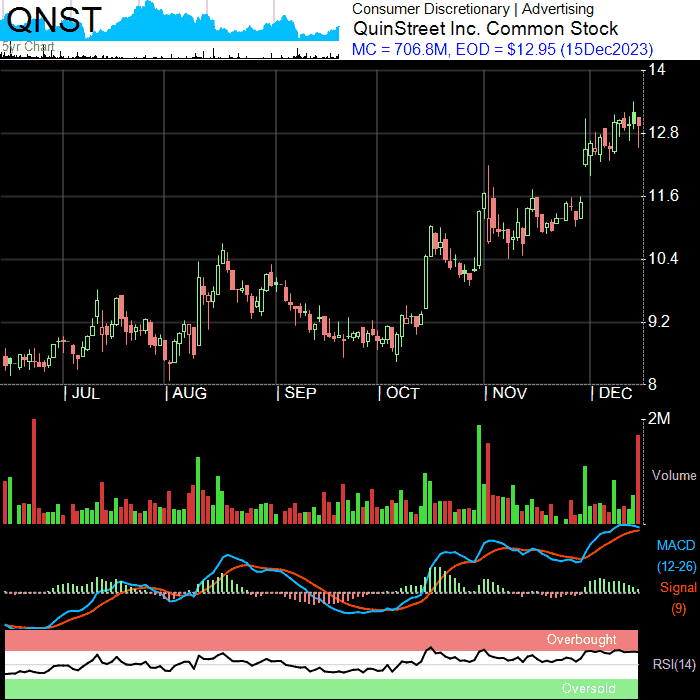 QNST
5yr Chart
Consumer Discretionary | Advertising
QuinStreet Inc. Common Stock
MC = 706.8M, EOD = $12.95 (15Dec2023)
14
12.8
11.6
10.4
9.2
8
| JUL | AUG | SEP | OCT | NOV | DEC
2M
Volume
MACD
(12-26)
Signal
(9)
Overbought
RSI(14)
Oversold